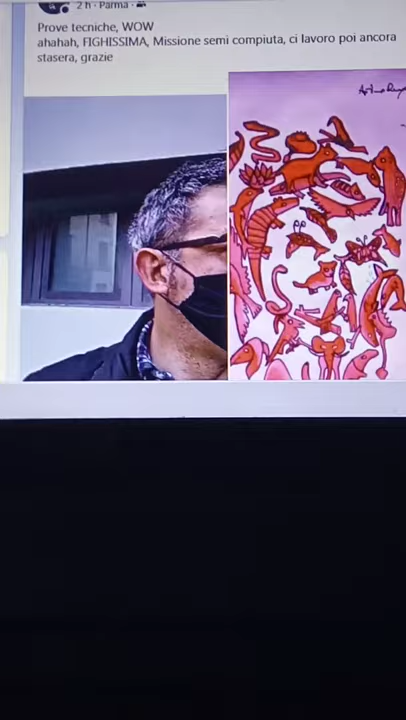 2 h · Parma ·
Prove tecniche, WOW
ahahah, FIGHISSIMA, Missione semi compiuta, ci lavoro poi ancora
stasera, grazie